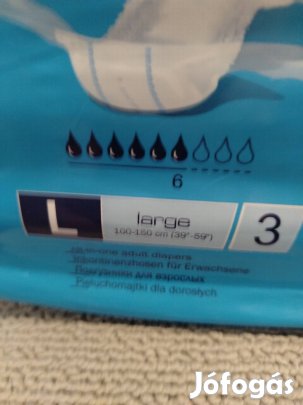 6
L
large
100-150 cm (39"-59")
3
All-in-one adult diapers
Inkontinenzhosen für Erwachsene
Подгузники для взрослых
Pieluchomajtki dla dorosłych
Jófogás